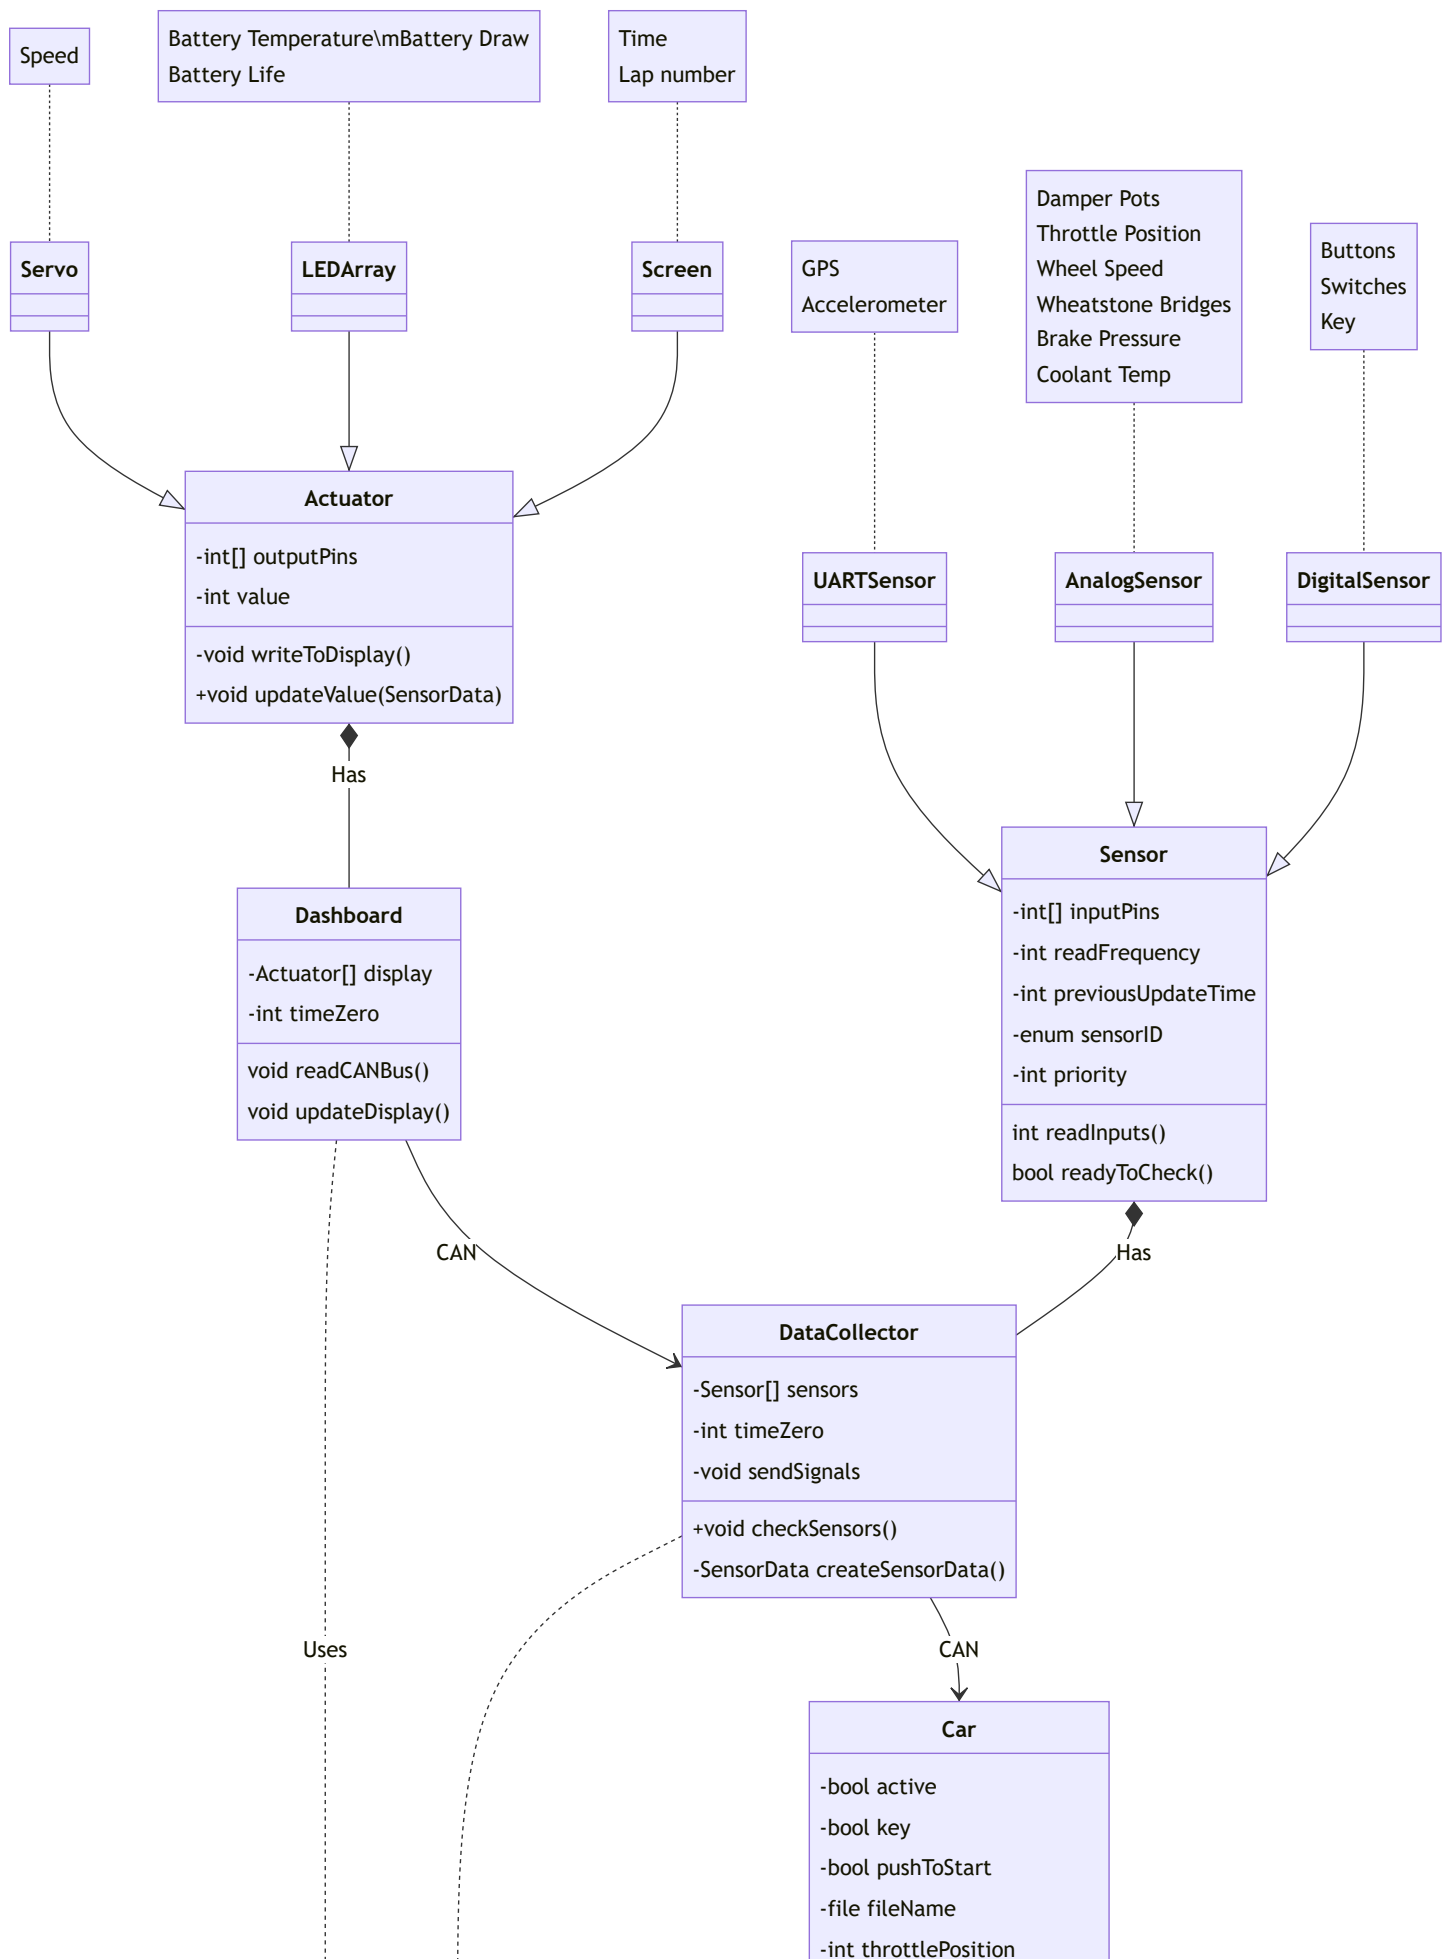 Speed
Battery Temperature\mBattery Draw
Battery Life
Time
Lap number
Servo
LEDArray
Screen
GPS
Accelerometer
Damper Pots
Throttle Position
Wheel Speed
Wheatstone Bridges
Brake Pressure
Coolant Temp
Buttons
Switches
Key
Actuator
-int[] outputPins
-int value
-void writeToDisplay()
+void updateValue(SensorData)
UARTSensor
AnalogSensor
DigitalSensor
Has
Sensor
-int[] inputPins
-int readFrequency
-int previousUpdateTime
-enum sensorID
-int priority
int readInputs()
bool readyToCheck()
Dashboard
-Actuator[] display
-int timeZero
void readCANBus()
void updateDisplay()
CAN
Has
DataCollector
-Sensor[] sensors
-int timeZero
-void sendSignals
+void checkSensors()
-SensorData createSensorData()
Uses
CAN
Car
-bool active
-bool key
-bool pushToStart
-file fileName
-int throttlePosition